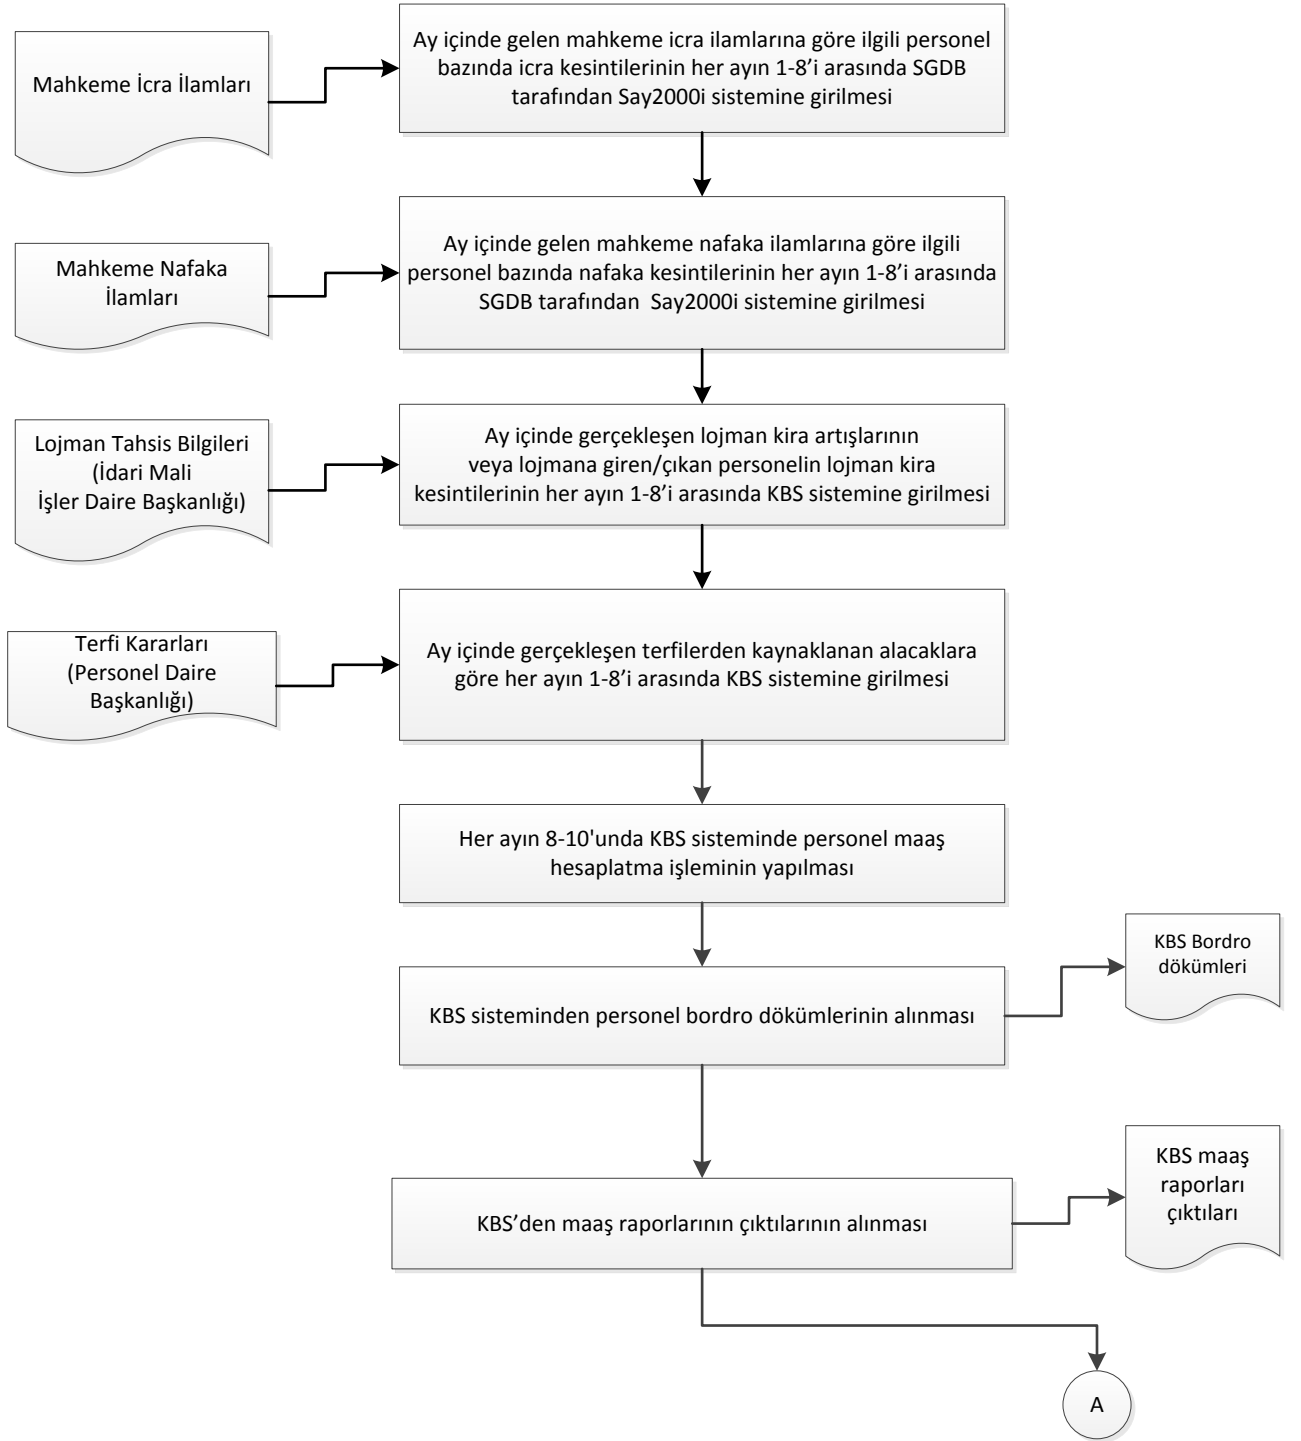 Mahkeme İcra İlamları
Ay içinde gelen mahkeme icra ilamlarına göre ilgili personel
bazında icra kesintilerinin her ayın 1-8’i arasında SGDB
tarafından Say2000i sistemine girilmesi
Mahkeme Nafaka
İlamları
Ay içinde gelen mahkeme nafaka ilamlarına göre ilgili
personel bazında nafaka kesintilerinin her ayın 1-8’i arasında
SGDB tarafından  Say2000i sistemine girilmesi
Lojman Tahsis Bilgileri
(İdari Mali
İşler Daire Başkanlığı)
Ay içinde gerçekleşen lojman kira artışlarının
veya lojmana giren/çıkan personelin lojman kira
kesintilerinin her ayın 1-8’i arasında KBS sistemine girilmesi
Terfi Kararları
(Personel Daire
Başkanlığı)
Ay içinde gerçekleşen terfilerden kaynaklanan alacaklara
göre her ayın 1-8’i arasında KBS sistemine girilmesi
Her ayın 8-10'unda KBS sisteminde personel maaş
hesaplatma işleminin yapılması
KBS sisteminden personel bordro dökümlerinin alınması
KBS Bordro
dökümleri
KBS’den maaş raporlarının çıktılarının alınması
KBS maaş
raporları
çıktıları
A